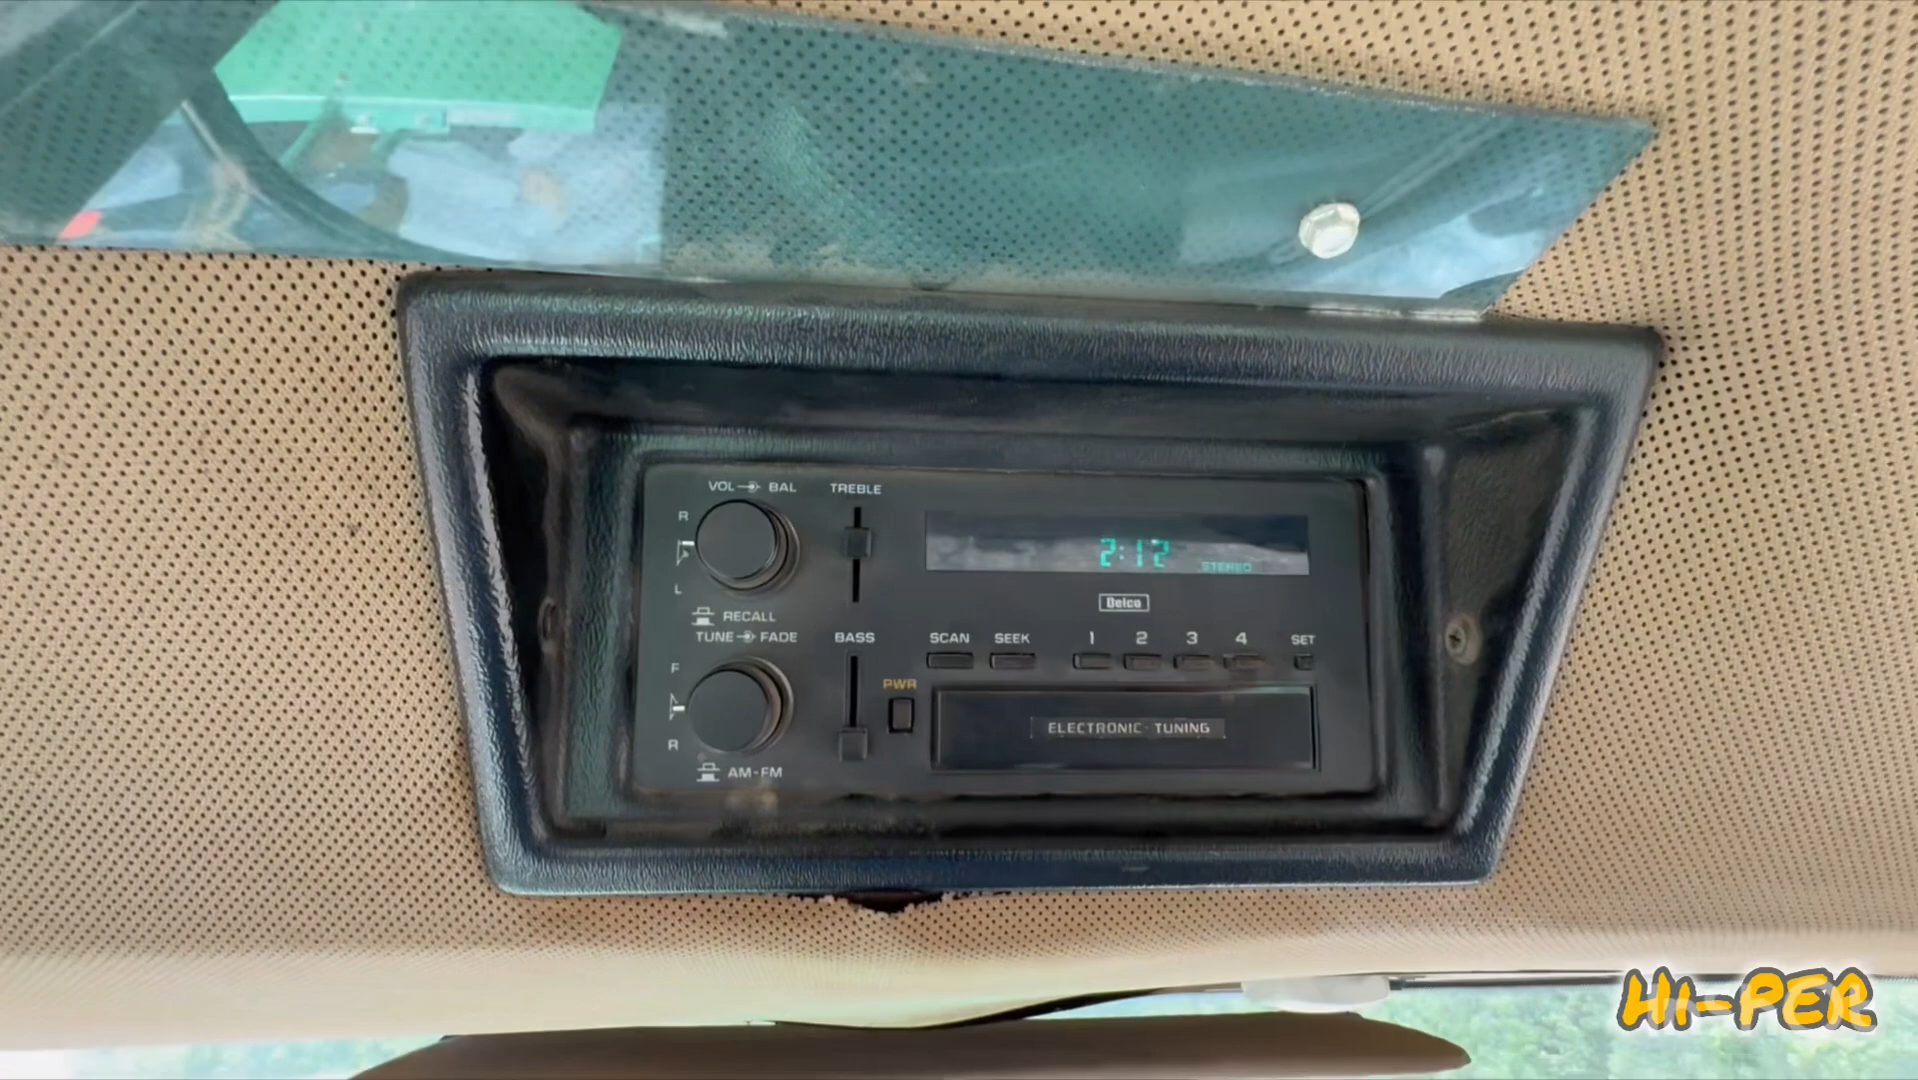 VOL BAL TREBLE
R
L
2:12
STEREO
Delco
RECALL
TUNE FADE BASS SCAN SEEK 1 2 3 4 SET
F
PWR
R
ELECTRONIC · TUNING
AM-FM
HI-PER